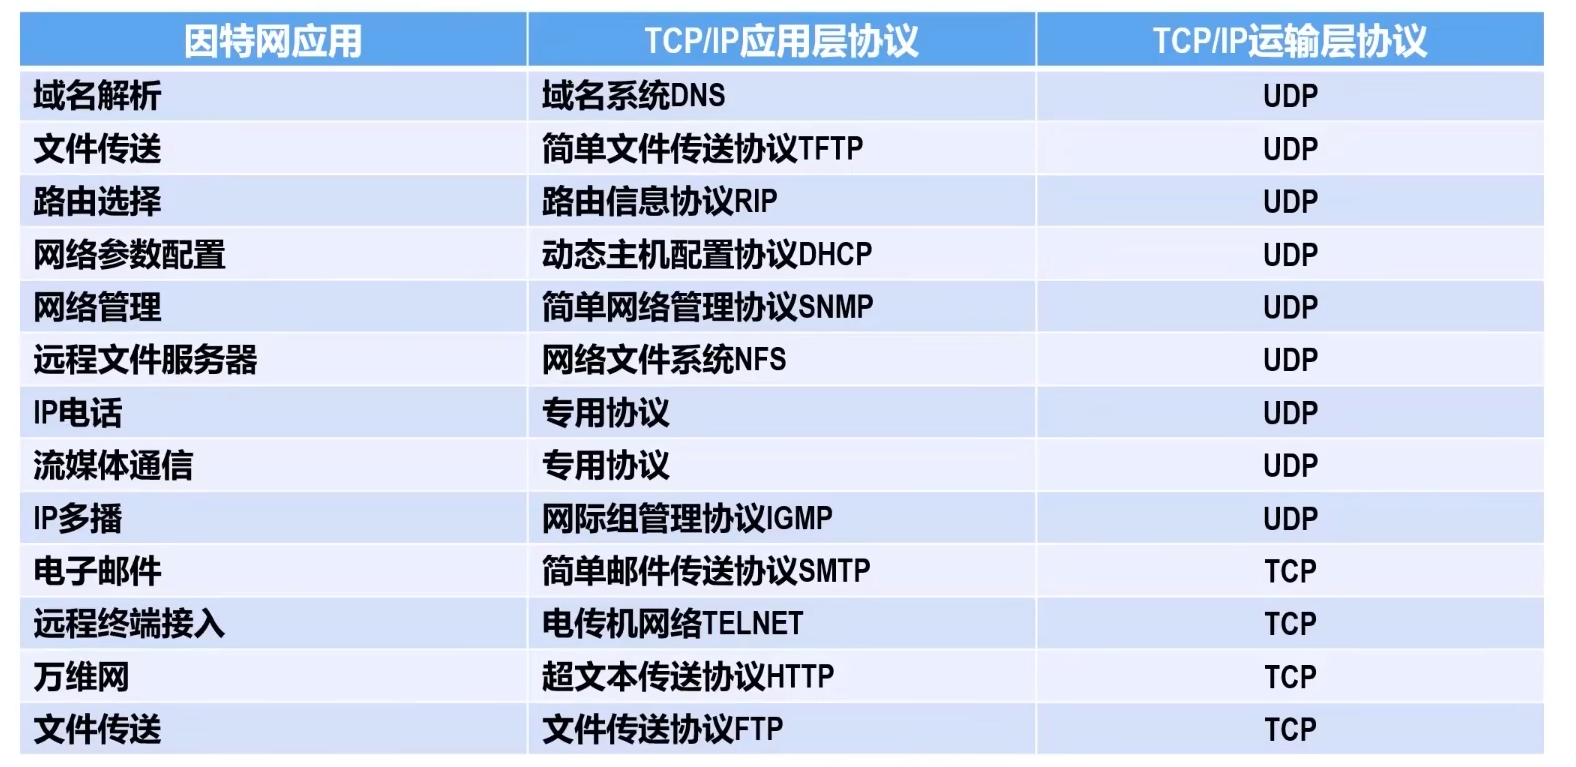 因特网应用 TCP/IP应用层协议 TCP/IP运输层协议
域名解析 域名系统DNS UDP
文件传送 简单文件传送协议TFTP UDP
路由选择 路由信息协议RIP UDP
网络参数配置 动态主机配置协议DHCP UDP
网络管理 简单网络管理协议SNMP UDP
远程文件服务器 网络文件系统NFS UDP
IP电话 专用协议 UDP
流媒体通信 专用协议 UDP
IP多播 网际组管理协议IGMP UDP
电子邮件 简单邮件传送协议SMTP TCP
远程终端接入 电传机网络TELNET TCP
万维网 超文本传送协议HTTP TCP
文件传送 文件传送协议FTP TCP